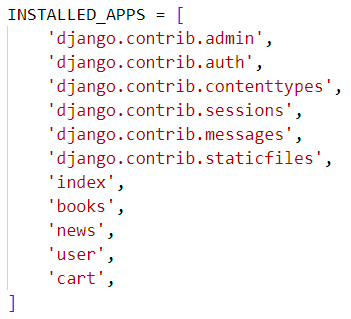 INSTALLED_APPS = [
    'django.contrib.admin',
    'django.contrib.auth',
    'django.contrib.contenttypes',
    'django.contrib.sessions',
    'django.contrib.messages',
    'django.contrib.staticfiles',
    'index',
    'books',
    'news',
    'user',
    'cart',
]